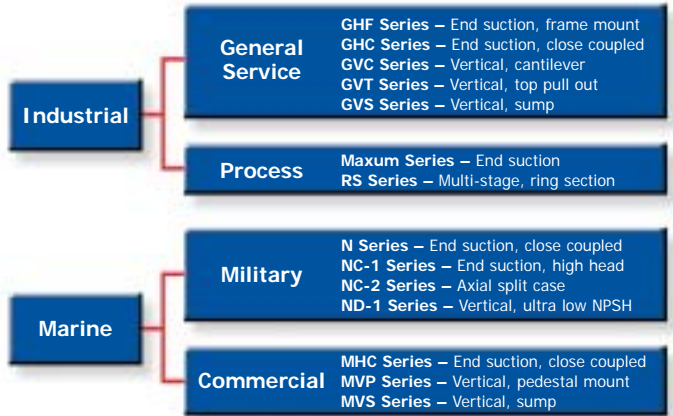 Industrial
General
Service
GHF Series – End suction, frame mount
GHC Series – End suction, close coupled
GVC Series – Vertical, cantilever
GVT Series – Vertical, top pull out
GVS Series – Vertical, sump
Process
Maxum Series – End suction
RS Series – Multi-stage, ring section
Marine
Military
N Series – End suction, close coupled
NC-1 Series – End suction, high head
NC-2 Series – Axial split case
ND-1 Series – Vertical, ultra low NPSH
Commercial
MHC Series – End suction, close coupled
MVP Series – Vertical, pedestal mount
MVS Series – Vertical, sump